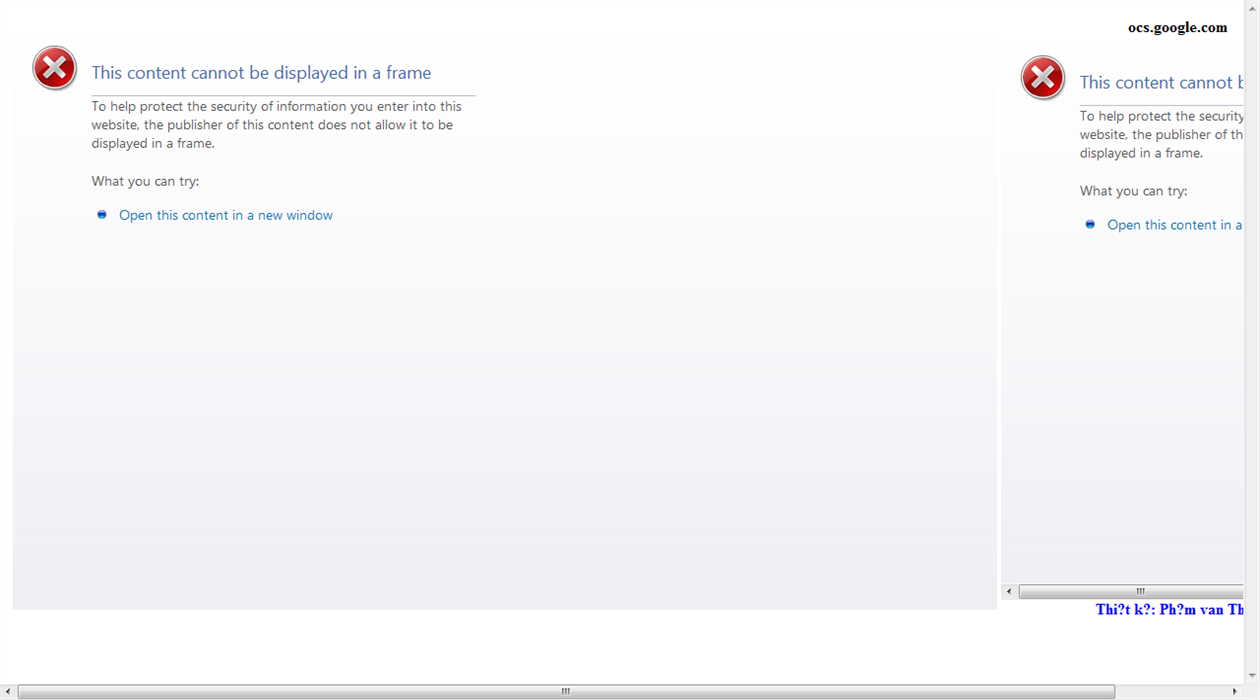 ocs.google.com
This content cannot be displayed in a frame
To help protect the security of information you enter into this
website, the publisher of this content does not allow it to be
displayed in a frame.
What you can try:
Open this content in a new window
This content cannot
To help protect the security
website, the publisher of th
displayed in a frame.
What you can try:
Open this content in a
Thi?t k?: Ph?m van Th